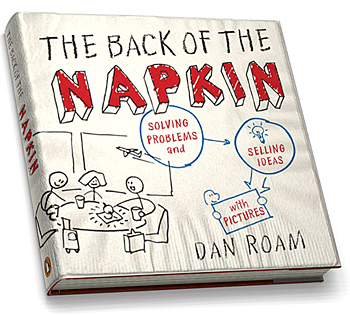 THE BACK OF THE
NAPKIN
SOLVING
PROBLEMS
and
SELLING
IDEAS
with
PICTURES
DAN ROAM
THE BACK OF THE NAPKIN